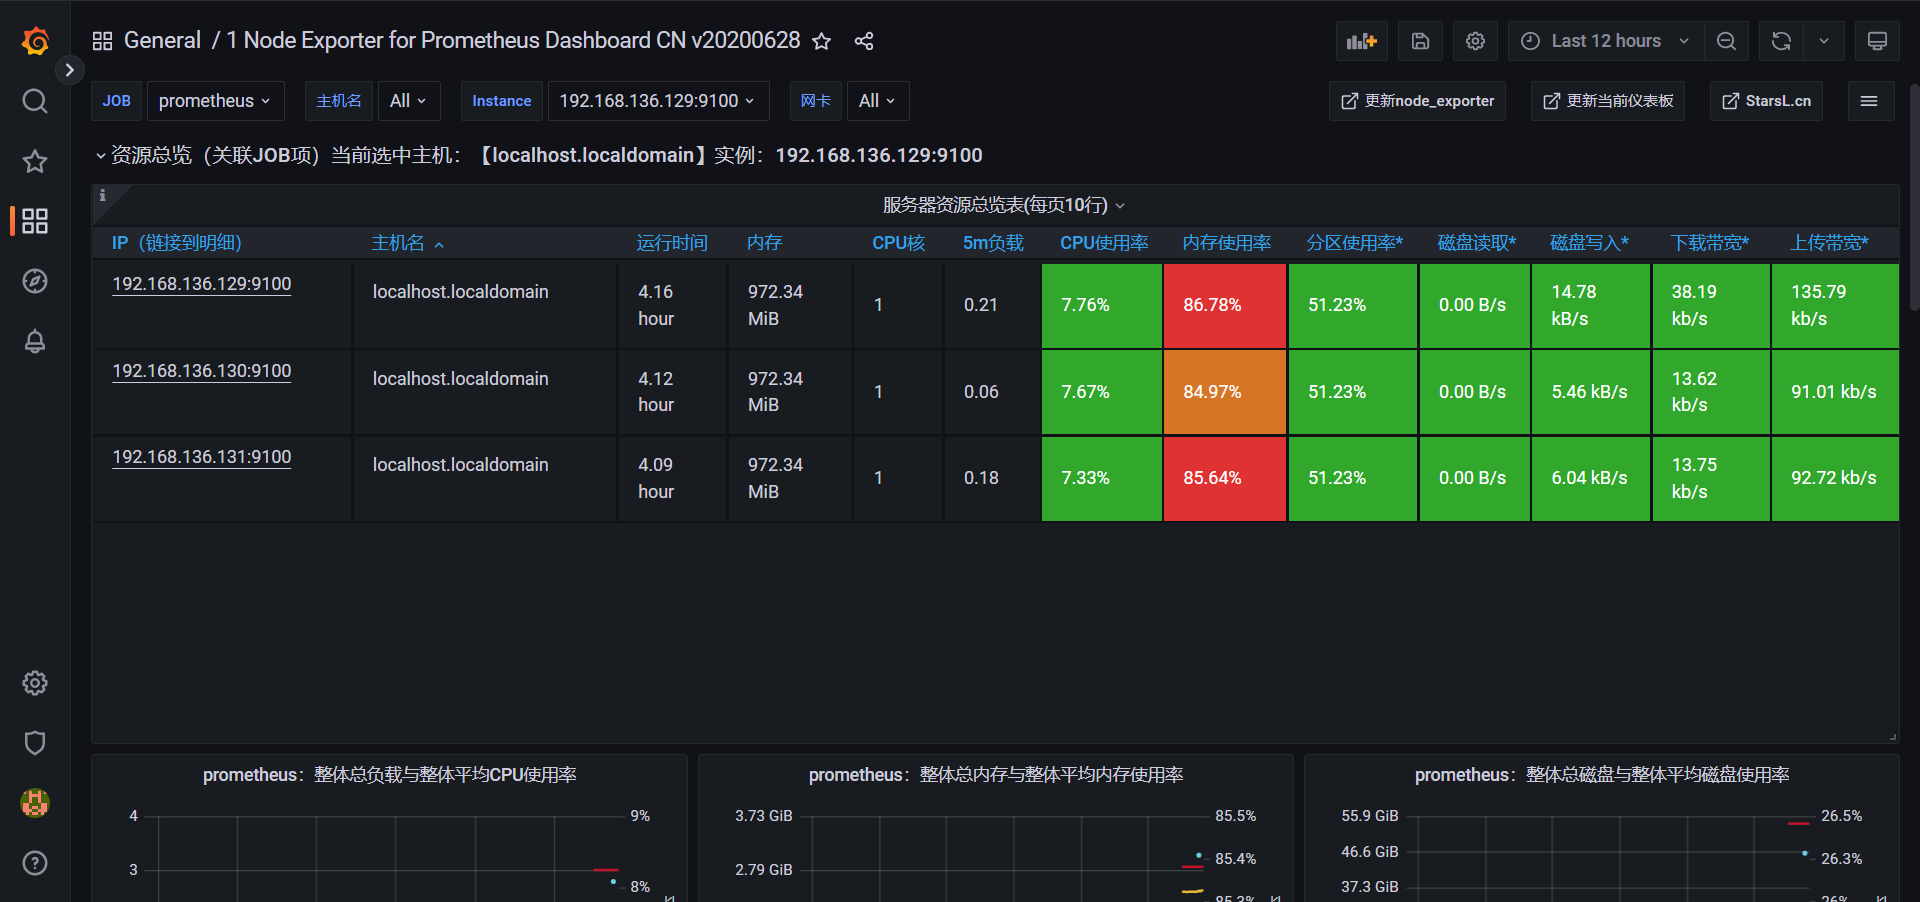 General / 1 Node Exporter for Prometheus Dashboard CN v20200628
Last 12 hours
JOB prometheus 主机名 All Instance 192.168.136.129:9100 网卡 All 更新node_exporter 更新当前仪表板 StarsL.cn
资源总览（关联JOB项）当前选中主机：【localhost.localdomain】实例：192.168.136.129:9100
服务器资源总览表(每页10行)
IP（链接到明细） 主机名 运行时间 内存 CPU核 5m负载 CPU使用率 内存使用率 分区使用率* 磁盘读取* 磁盘写入* 下载带宽* 上传带宽*
192.168.136.129:9100 localhost.localdomain 4.16 hour 972.34 MiB 1 0.21 7.76% 86.78% 51.23% 0.00 B/s 14.78 kB/s 38.19 kb/s 135.79 kb/s
192.168.136.130:9100 localhost.localdomain 4.12 hour 972.34 MiB 1 0.06 7.67% 84.97% 51.23% 0.00 B/s 5.46 kB/s 13.62 kb/s 91.01 kb/s
192.168.136.131:9100 localhost.localdomain 4.09 hour 972.34 MiB 1 0.18 7.33% 85.64% 51.23% 0.00 B/s 6.04 kB/s 13.75 kb/s 92.72 kb/s
prometheus：整体总负载与整体平均CPU使用率
4 9%
3 8%
prometheus：整体总内存与整体平均内存使用率
3.73 GiB 85.5%
85.4%
2.79 GiB
85.3%
prometheus：整体总磁盘与整体平均磁盘使用率
55.9 GiB 26.5%
46.6 GiB 26.3%
37.3 GiB
26%